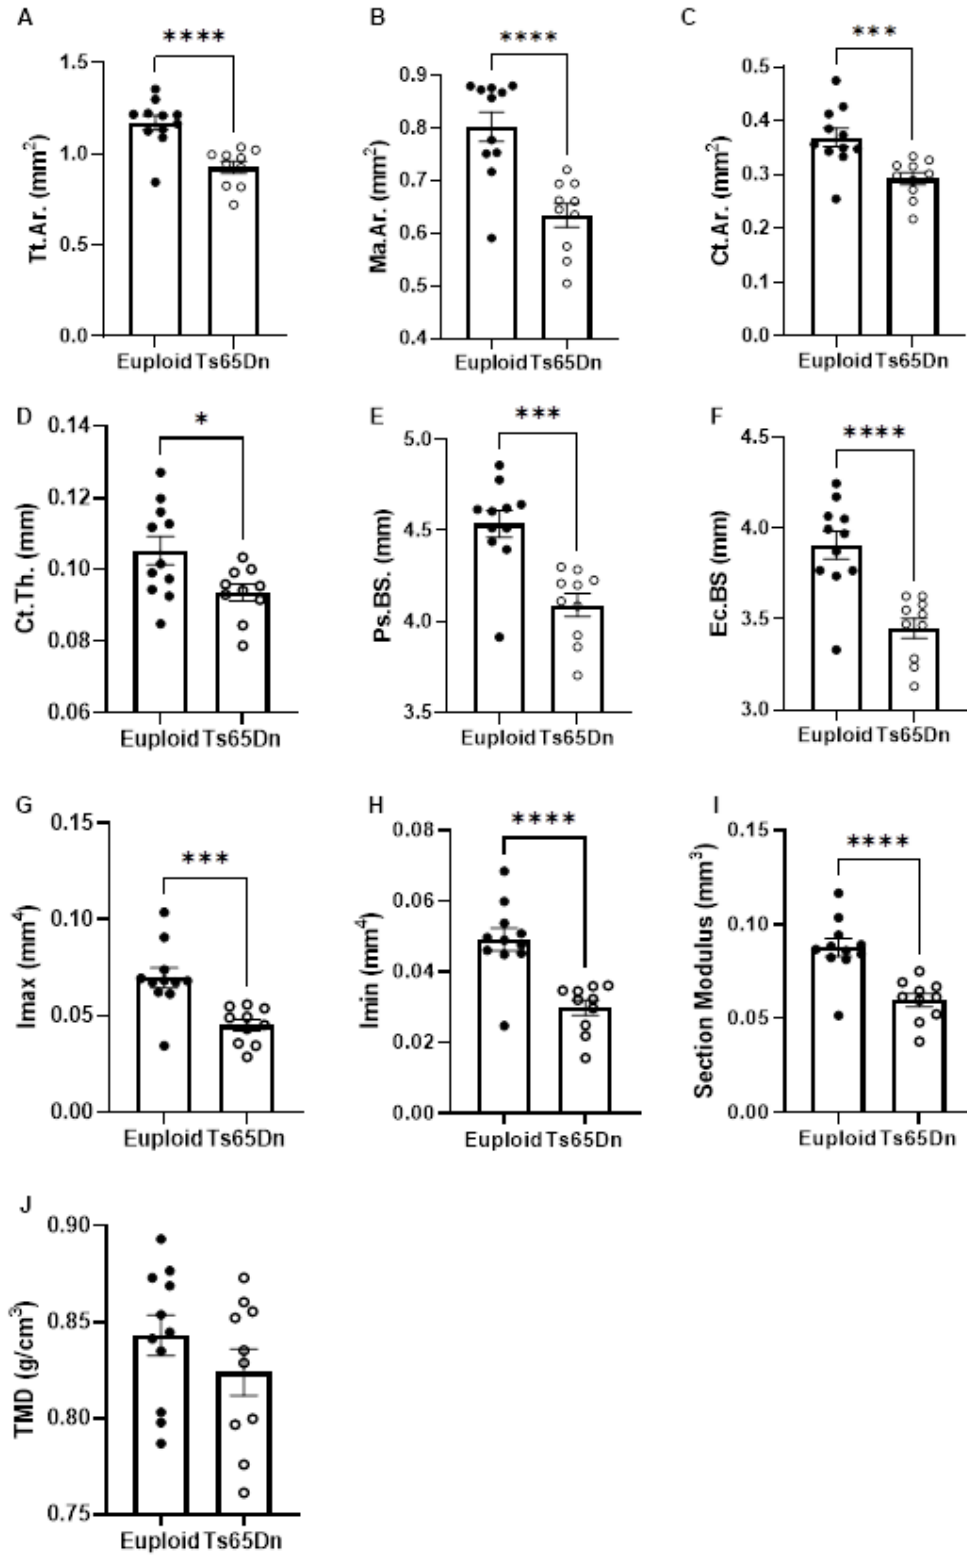 A
****
Tt.Ar. (mm²)
1.5
1.0
0.5
0.0
Euploid Ts65Dn
B
****
Ma.Ar. (mm²)
0.9
0.8
0.7
0.6
0.5
0.4
Euploid Ts65Dn
C
***
Ct.Ar. (mm²)
0.5
0.4
0.3
0.2
0.1
0.0
Euploid Ts65Dn
D
*
Ct.Th. (mm)
0.14
0.12
0.10
0.08
0.06
Euploid Ts65Dn
E
***
Ps.BS. (mm)
5.0
4.5
4.0
3.5
Euploid Ts65Dn
F
****
Ec.BS (mm)
4.5
4.0
3.5
3.0
Euploid Ts65Dn
G
***
Imax (mm⁴)
0.15
0.10
0.05
0.00
Euploid Ts65Dn
H
****
Imin (mm⁴)
0.08
0.06
0.04
0.02
0.00
Euploid Ts65Dn
I
****
Section Modulus (mm³)
0.15
0.10
0.05
0.00
Euploid Ts65Dn
J
TMD (g/cm³)
0.90
0.85
0.80
0.75
Euploid Ts65Dn